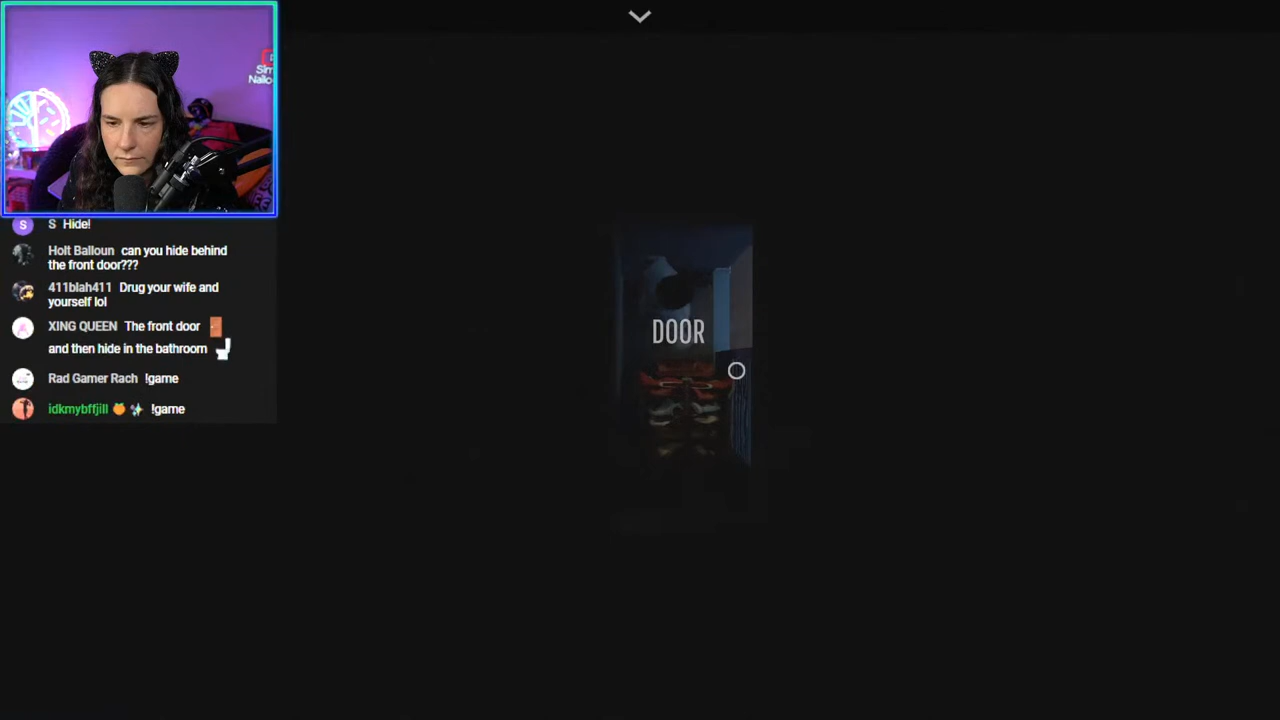 S Hide!
Holt Balloun can you hide behind
the front door???
411blah411 Drug your wife and
yourself lol
XING QUEEN The front door
and then hide in the bathroom
Rad Gamer Rach !game
idkmybffjill !game
DOOR